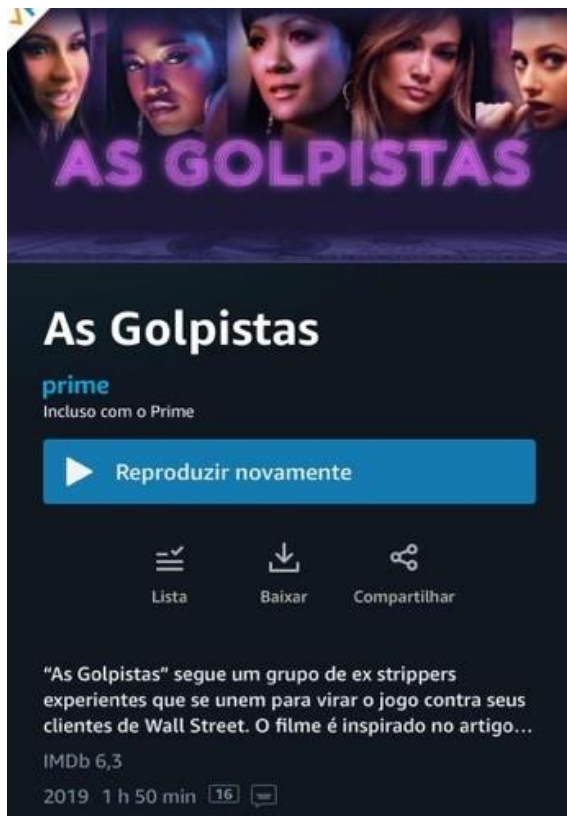 AS GOLPISTAS
As Golpistas
prime
Incluso com o Prime
Reproduzir novamente
Lista Baixar Compartilhar
“As Golpistas” segue um grupo de ex strippers
experientes que se unem para virar o jogo contra seus
clientes de Wall Street. O filme é inspirado no artigo...
IMDb 6,3
2019 1 h 50 min 16